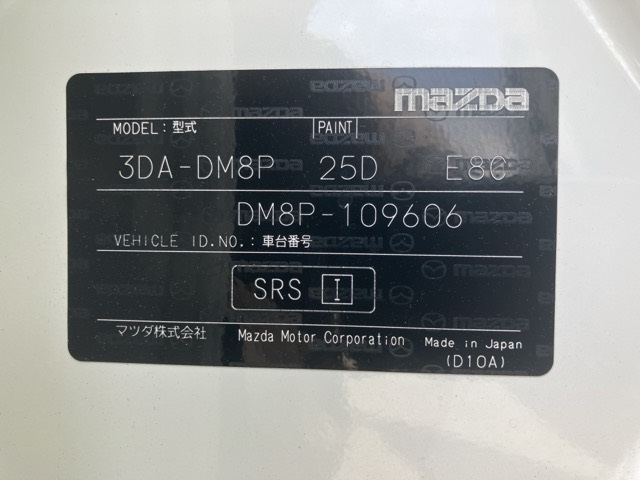 mazda
MODEL: 型式 PAINT
3DA-DM8P 25D E80
DM8P-109606
VEHICLE ID.NO.: 車台番号
SRS I
マツダ株式会社 Mazda Motor Corporation Made in Japan
(D10A)